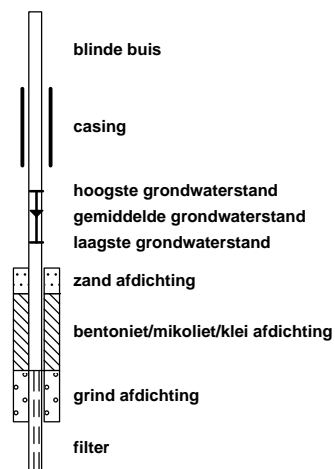 blinde buis
casing
hoogste grondwaterstand
gemiddelde grondwaterstand
laagste grondwaterstand
zand afdichting
bentoniet/mikoliet/klei afdichting
grind afdichting
filter